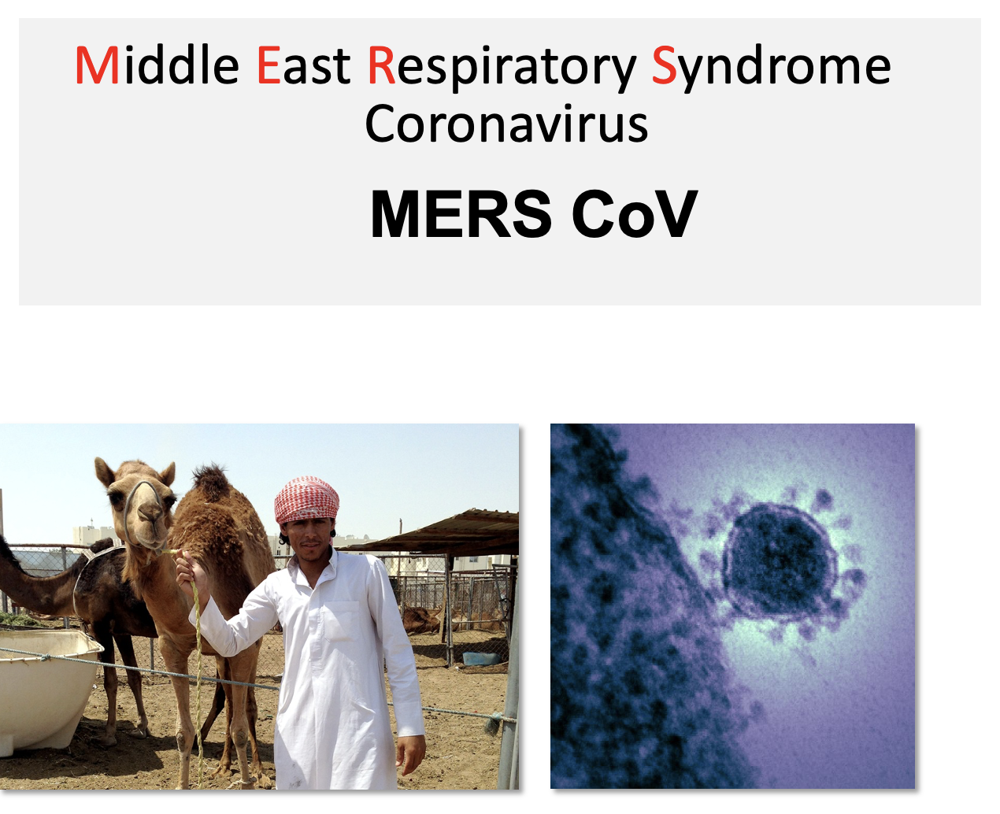 Middle East Respiratory Syndrome
Coronavirus
MERS CoV